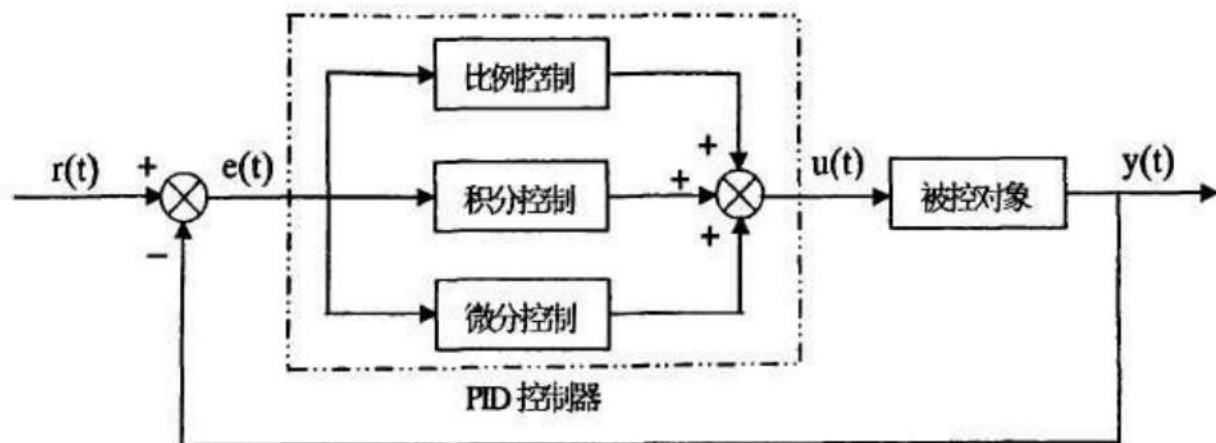 比例控制
+
r(t)
+
e(t)
积分控制
+
u(t)
被控对象
y(t)
−
+
微分控制
PID 控制器